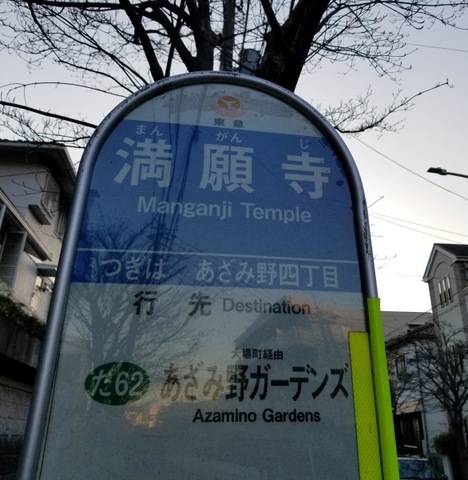 東急
まん がん じ
満願寺
Manganji Temple
つぎは あざみ野四丁目
行先 Destination
大場町経由
た62 あざみ野ガーデンズ
Azamino Gardens